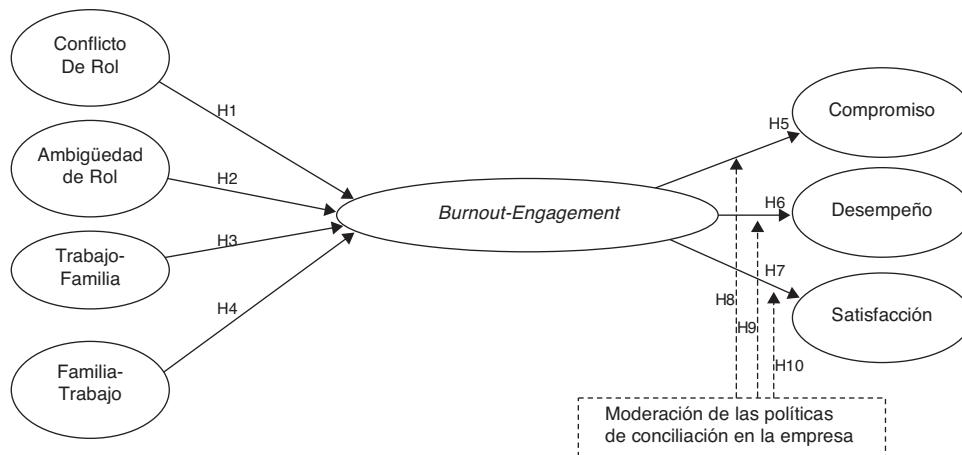 Conflicto
De Rol
H1
Ambigüedad
de Rol
H2
Trabajo-
Familia
H3
Familia-
Trabajo
H4
Burnout-Engagement
H5
Compromiso
H6
Desempeño
H7
Satisfacción
H8
H9
H10
Moderación de las políticas
de conciliación en la empresa